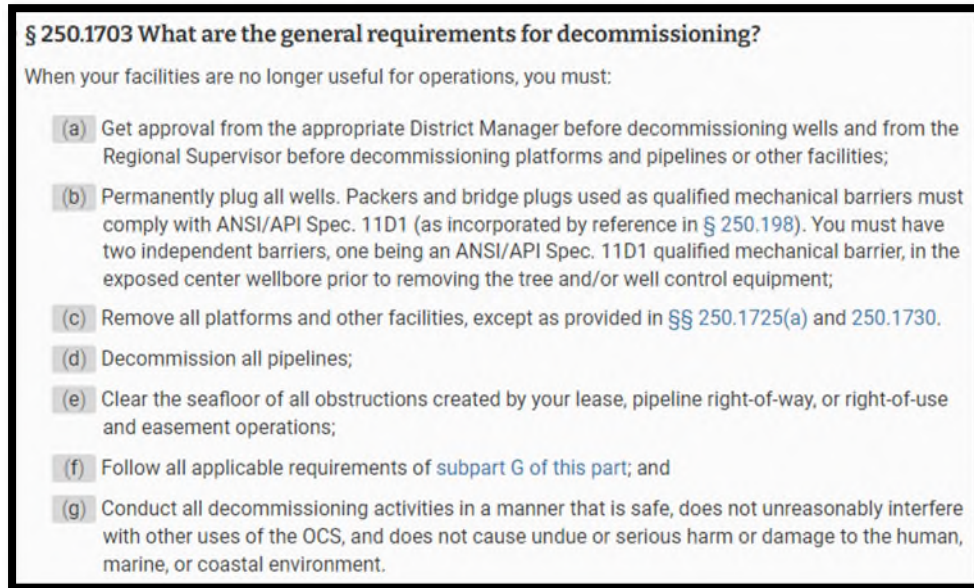 § 250.1703 What are the general requirements for decommissioning?
When your facilities are no longer useful for operations, you must:
(a) Get approval from the appropriate District Manager before decommissioning wells and from the
Regional Supervisor before decommissioning platforms and pipelines or other facilities;
(b) Permanently plug all wells. Packers and bridge plugs used as qualified mechanical barriers must
comply with ANSI/API Spec. 11D1 (as incorporated by reference in § 250.198). You must have
two independent barriers, one being an ANSI/API Spec. 11D1 qualified mechanical barrier, in the
exposed center wellbore prior to removing the tree and/or well control equipment;
(c) Remove all platforms and other facilities, except as provided in §§ 250.1725(a) and 250.1730.
(d) Decommission all pipelines;
(e) Clear the seafloor of all obstructions created by your lease, pipeline right-of-way, or right-of-use
and easement operations;
(f) Follow all applicable requirements of subpart G of this part; and
(g) Conduct all decommissioning activities in a manner that is safe, does not unreasonably interfere
with other uses of the OCS, and does not cause undue or serious harm or damage to the human,
marine, or coastal environment.